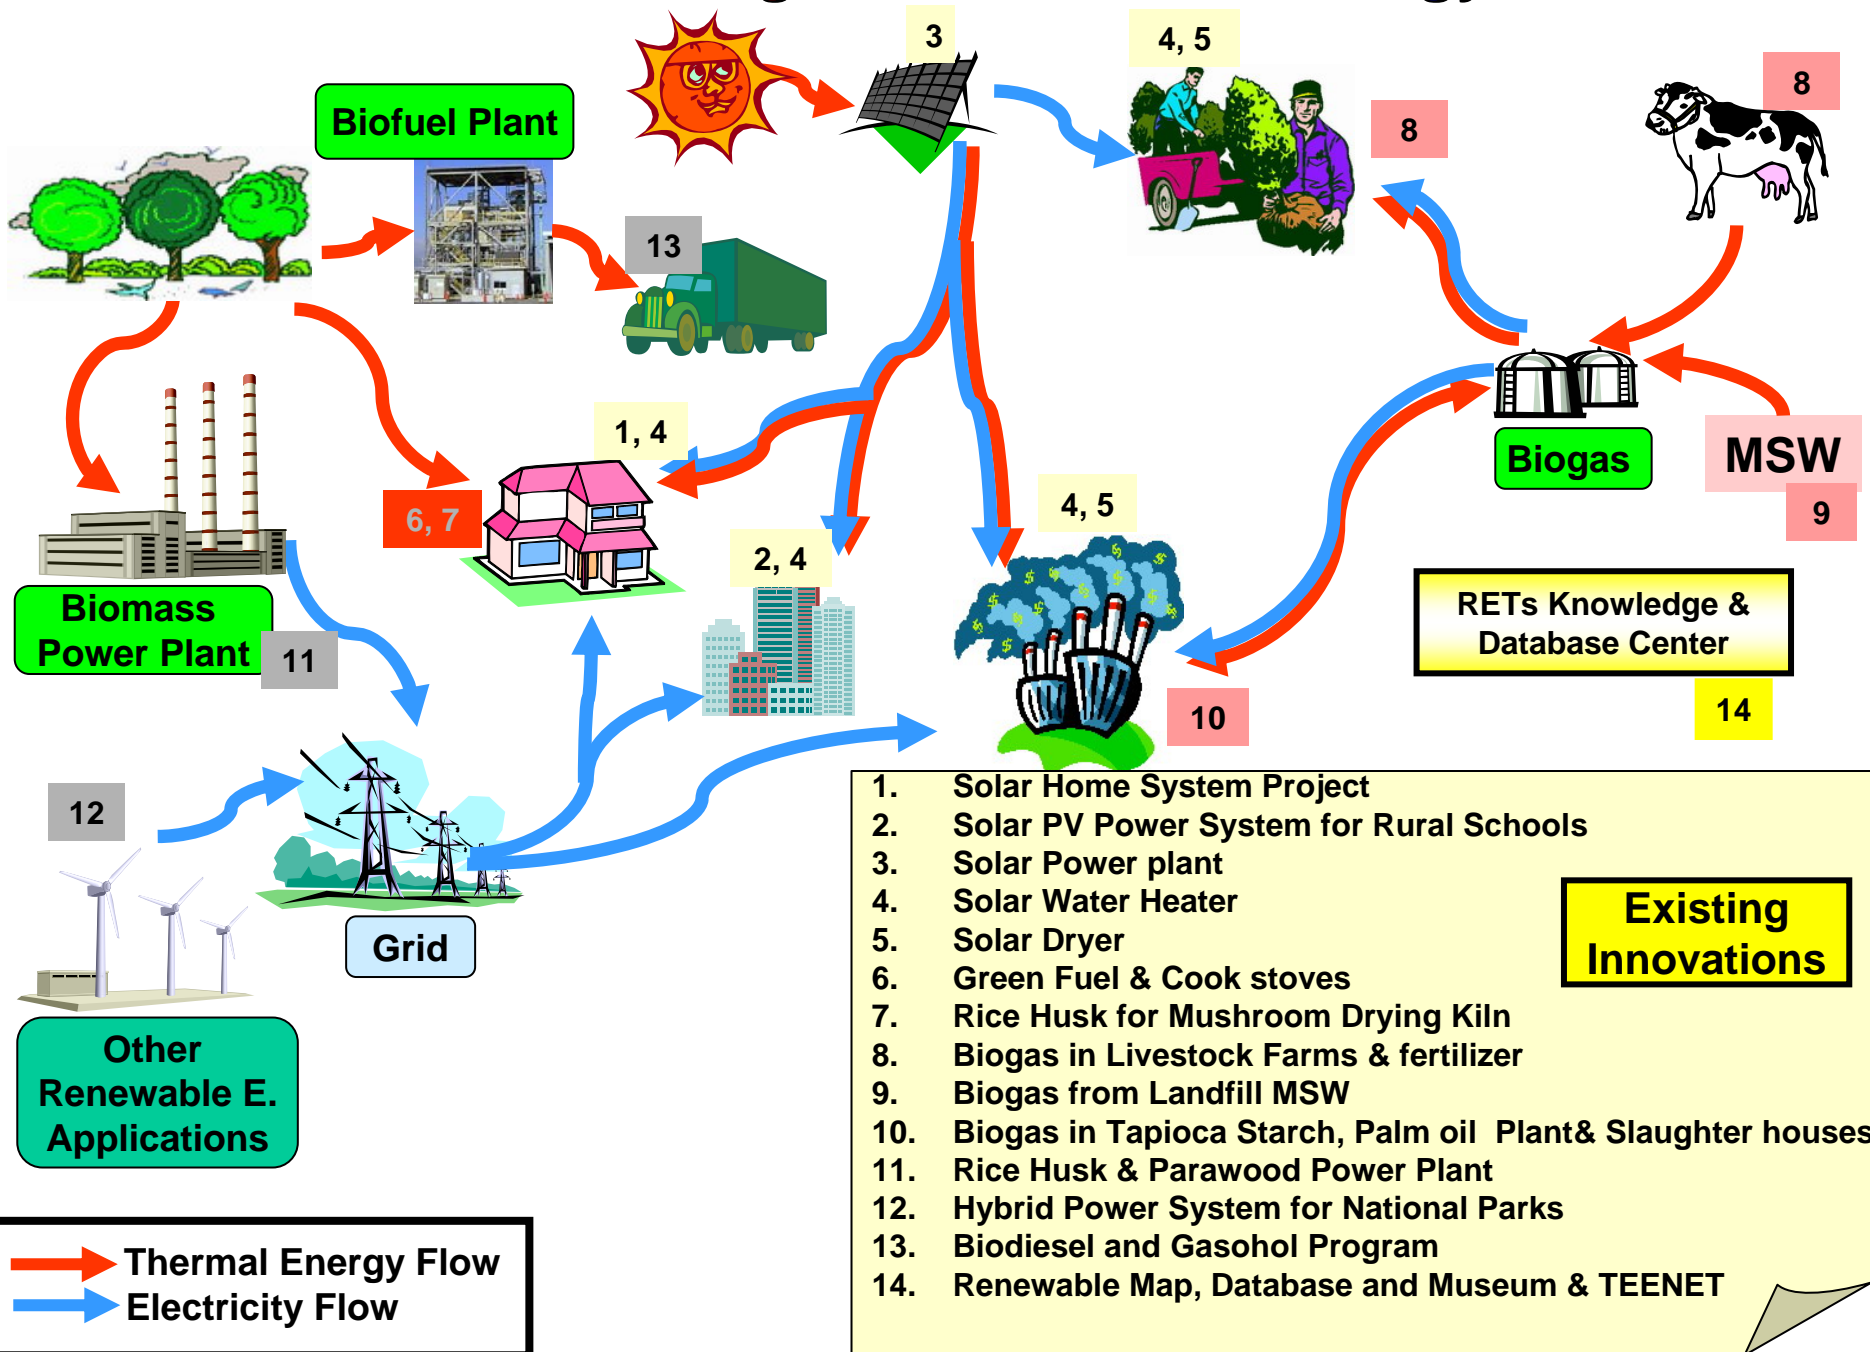 3
4, 5
8
8
Biofuel Plant
13
1, 4
6, 7
2, 4
4, 5
Biogas
MSW
9
Biomass
Power Plant
11
RETs Knowledge &
Database Center
14
10
12
Grid
Other
Renewable E.
Applications
1. Solar Home System Project
2. Solar PV Power System for Rural Schools
3. Solar Power plant
4. Solar Water Heater
5. Solar Dryer
6. Green Fuel & Cook stoves
7. Rice Husk for Mushroom Drying Kiln
8. Biogas in Livestock Farms & fertilizer
9. Biogas from Landfill MSW
10. Biogas in Tapioca Starch, Palm oil Plant& Slaughter houses
11. Rice Husk & Parawood Power Plant
12. Hybrid Power System for National Parks
13. Biodiesel and Gasohol Program
14. Renewable Map, Database and Museum & TEENET
Existing
Innovations
Thermal Energy Flow
Electricity Flow